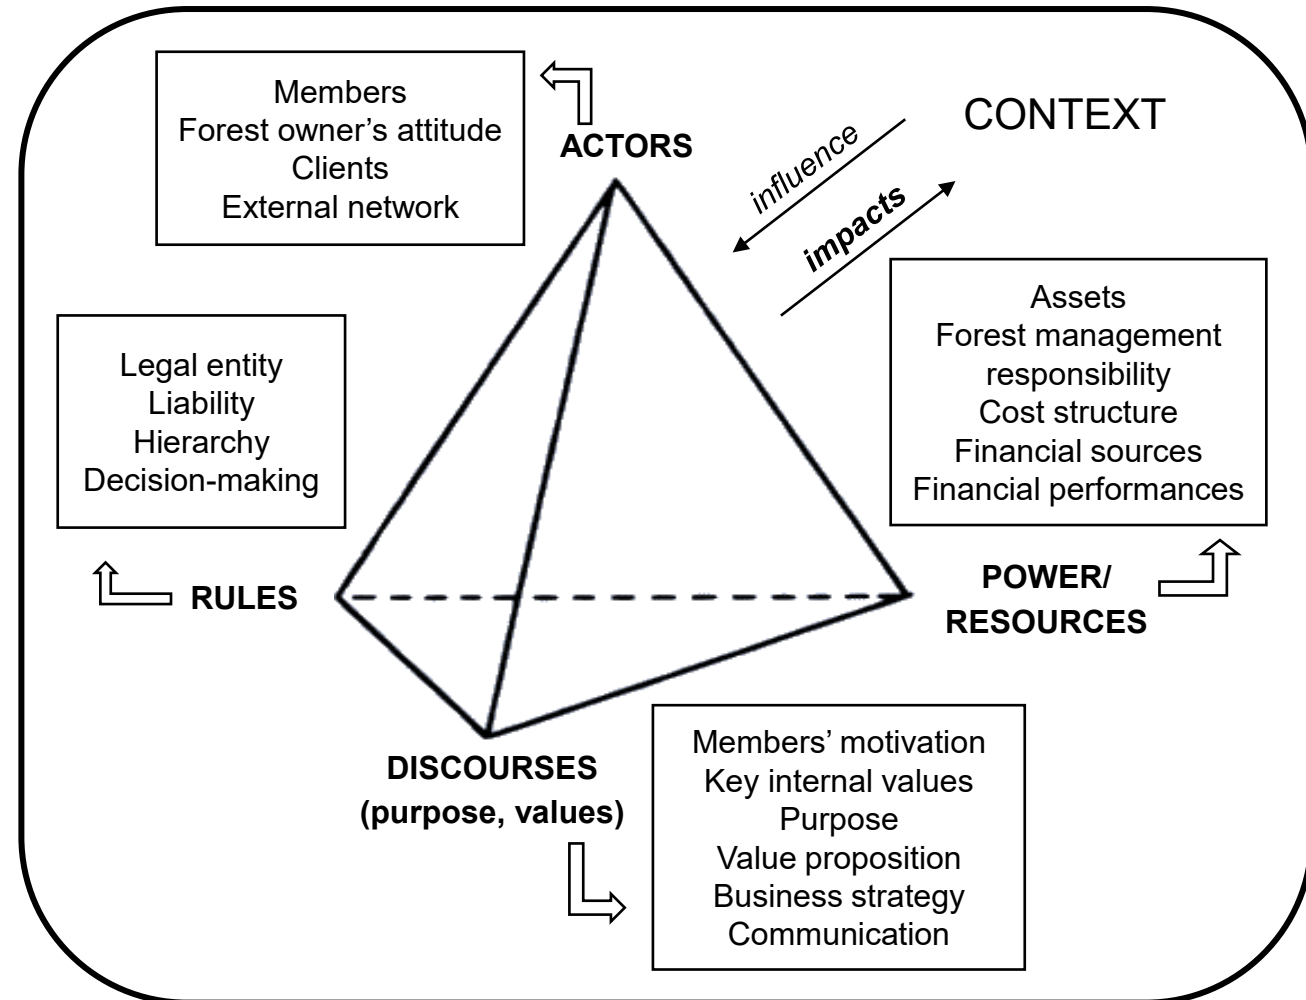 Members
Forest owner’s attitude
Clients
External network
ACTORS
CONTEXT
influence
impacts
Legal entity
Liability
Hierarchy
Decision-making
Assets
Forest management
responsibility
Cost structure
Financial sources
Financial performances
RULES
POWER/
RESOURCES
DISCOURSES
(purpose, values)
Members’ motivation
Key internal values
Purpose
Value proposition
Business strategy
Communication